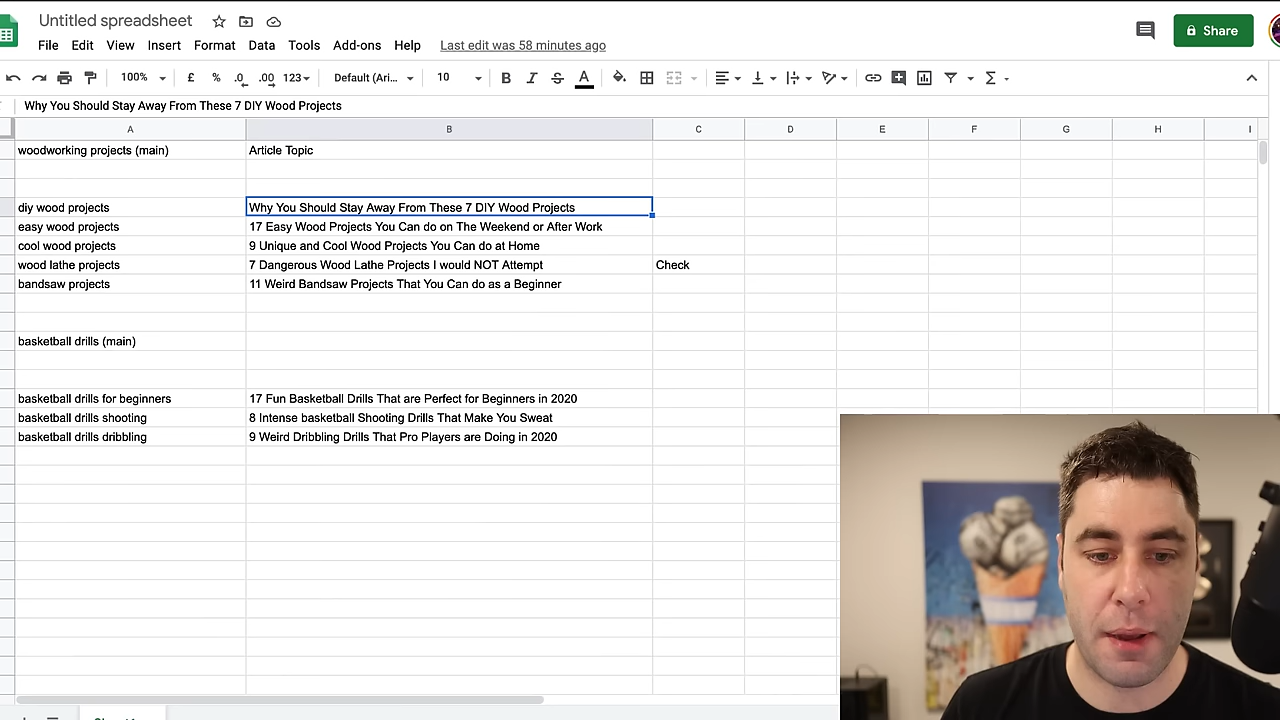 Untitled spreadsheet
File Edit View Insert Format Data Tools Add-ons Help Last edit was 58 minutes ago
Share
100% £ % .0 .00 123 Default (Ari... 10 B I S A
Why You Should Stay Away From These 7 DIY Wood Projects
A B C D E F G H I
woodworking projects (main) Article Topic
diy wood projects Why You Should Stay Away From These 7 DIY Wood Projects
easy wood projects 17 Easy Wood Projects You Can do on The Weekend or After Work
cool wood projects 9 Unique and Cool Wood Projects You Can do at Home
wood lathe projects 7 Dangerous Wood Lathe Projects I would NOT Attempt Check
bandsaw projects 11 Weird Bandsaw Projects That You Can do as a Beginner
basketball drills (main)
basketball drills for beginners 17 Fun Basketball Drills That are Perfect for Beginners in 2020
basketball drills shooting 8 Intense basketball Shooting Drills That Make You Sweat
basketball drills dribbling 9 Weird Dribbling Drills That Pro Players are Doing in 2020